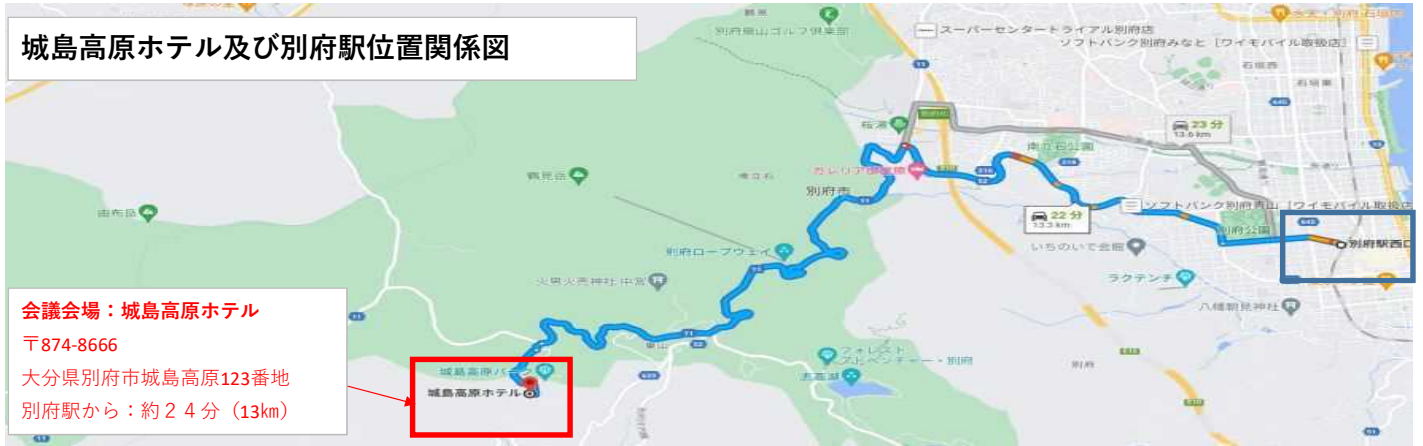 城島高原ホテル及び別府駅位置関係図
スーパーセンタートライアル別府店
ソフトバンク別府みなと [ワイモバイル取扱店]
石垣西
石垣東
23 分
13.6 km
南立石公園
別府市
鶴見岳
由布岳
22 分
13.3 km
ソフトバンク別府青山 [ワイモバイル取扱店
別府公園
別府駅西口
いちのいで会館
ラクテンチ
八幡朝見神社
別府ロープウェイ
火男火売神社 中宮
東山
フォレスト
アドベンチャー・別府
志高湖
別府
城島高原パーク
城島高原ホテル
会議会場：城島高原ホテル
〒874-8666
大分県別府市城島高原123番地
別府駅から：約２４分（13㎞）